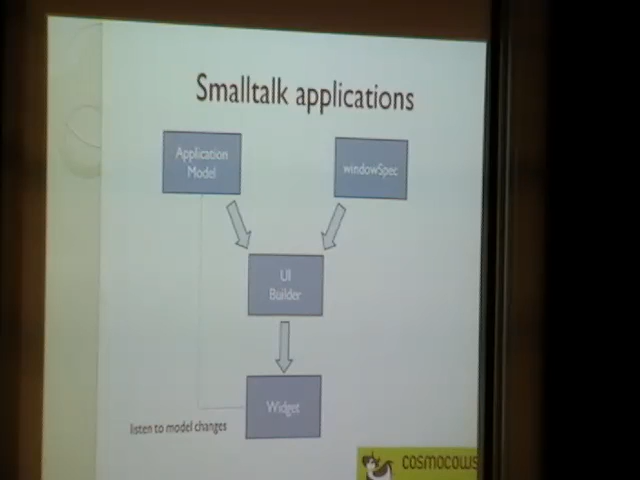 Smalltalk applications
Application
Model
windowSpec
UI
Builder
Widget
listen to model changes
cosmocows